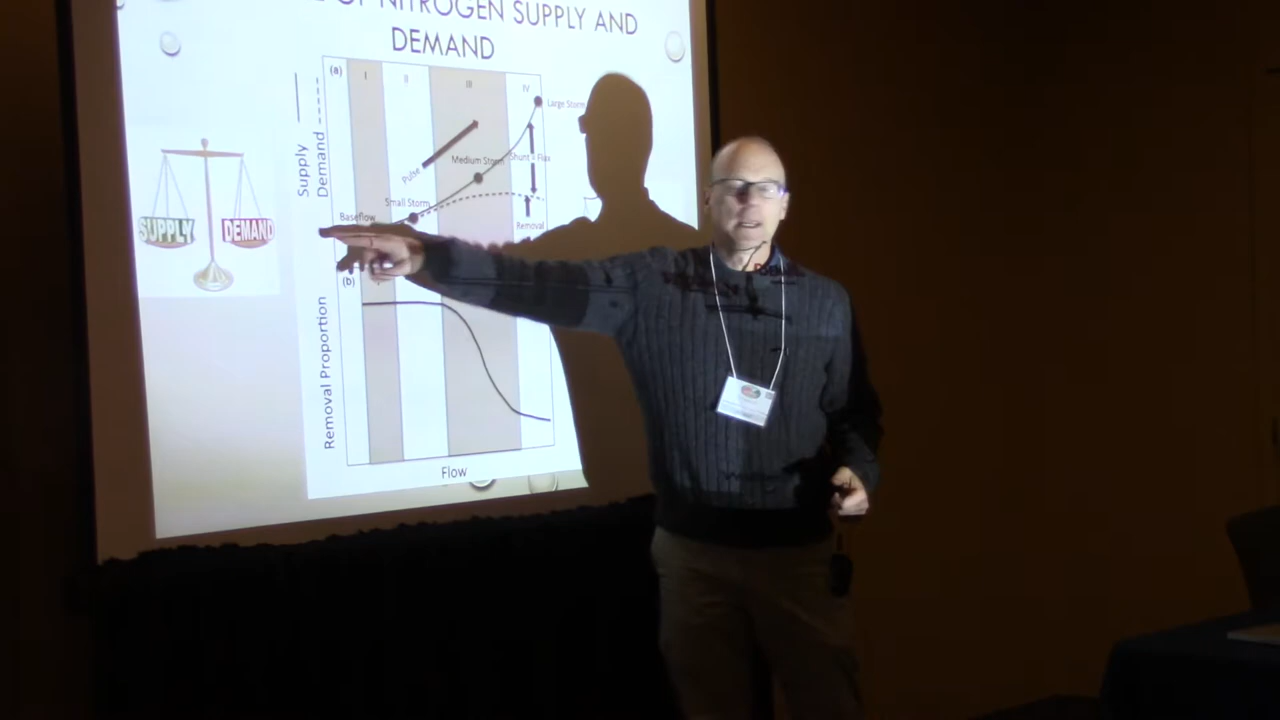 OF NITROGEN SUPPLY AND
DEMAND
(a)
I
II
III
IV
Large Storm
Supply
Demand
Pulse
Medium Storm
Shunt = Flux
Small Storm
Baseflow
Removal
SUPPLY
DEMAND
(b)
Removal Proportion
Flow